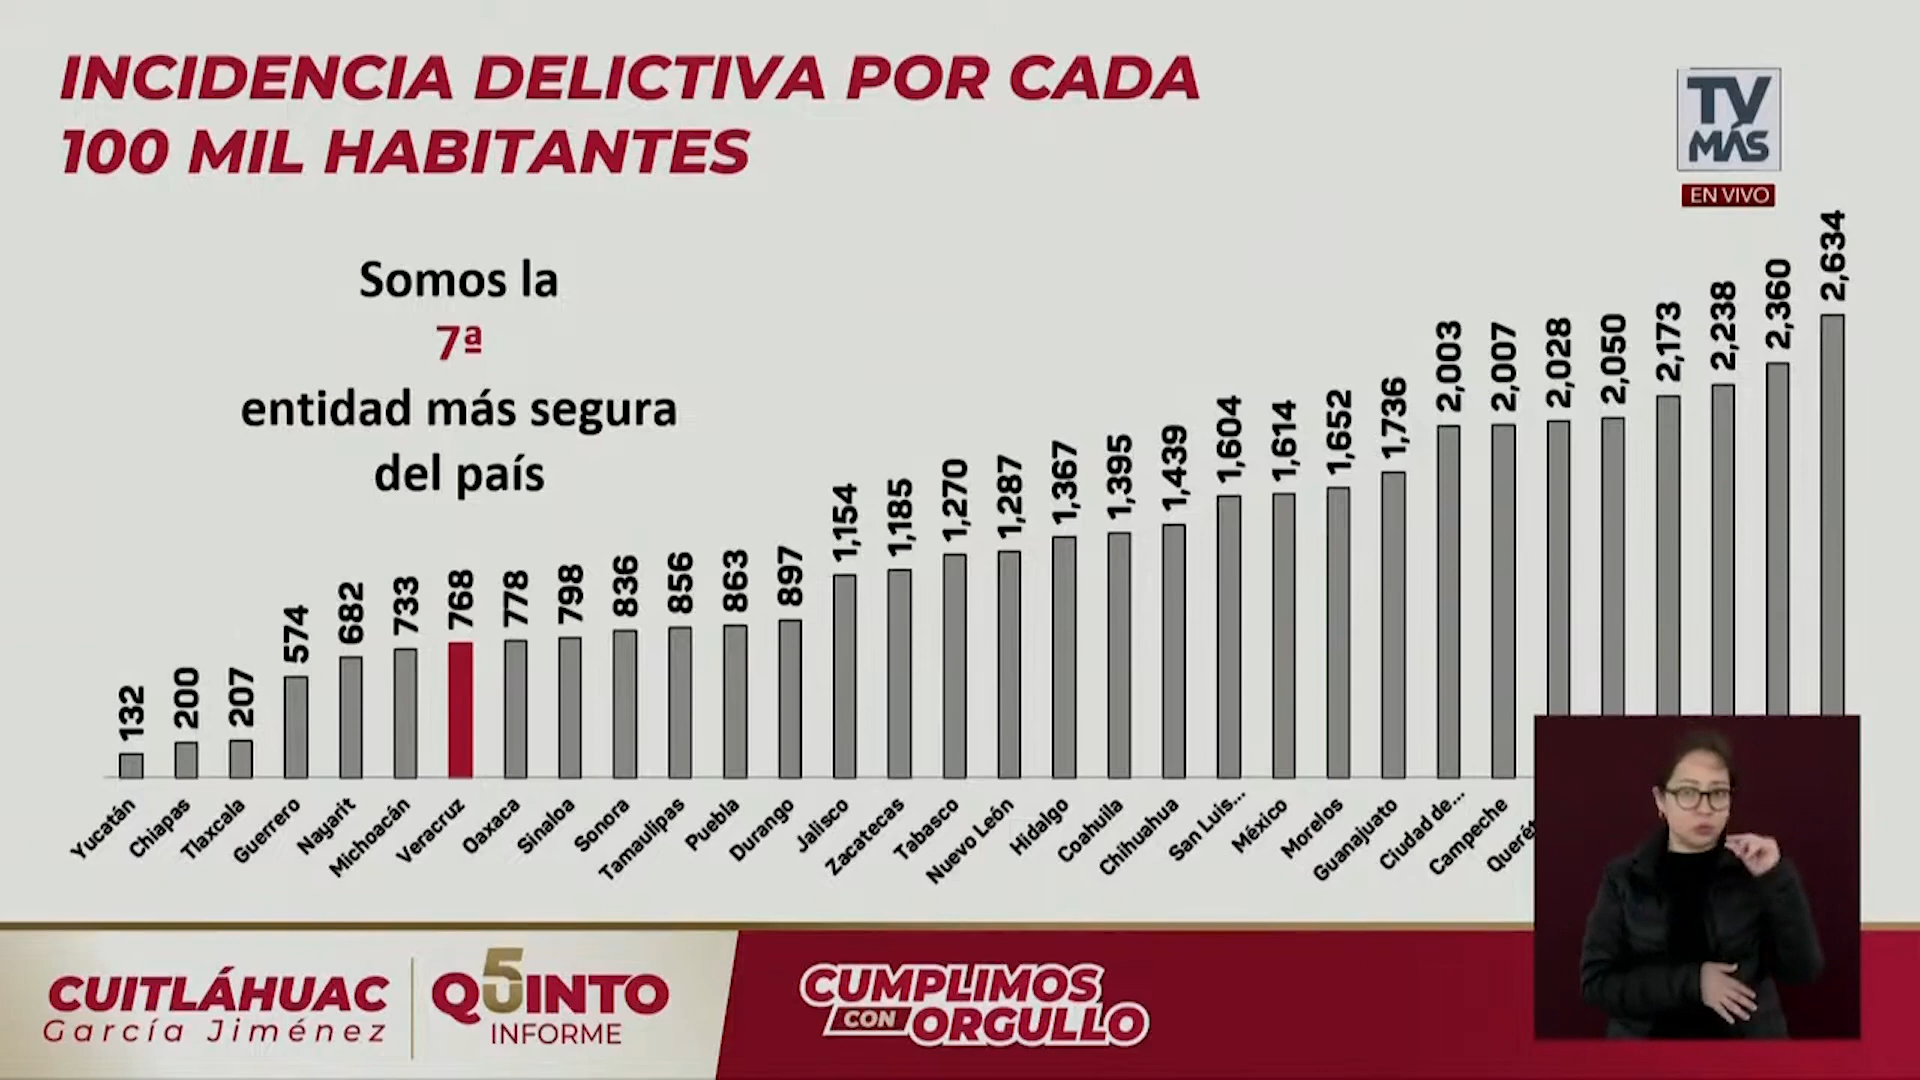 INCIDENCIA DELICTIVA POR CADA
100 MIL HABITANTES
TV
MÁS
EN VIVO
Somos la
7ª
entidad más segura
del país
132
200
207
574
682
733
768
778
798
836
856
863
897
1,154
1,185
1,270
1,287
1,367
1,395
1,439
1,604
1,614
1,652
1,736
2,003
2,007
2,028
2,050
2,173
2,238
2,360
2,634
Yucatán
Chiapas
Tlaxcala
Guerrero
Nayarit
Michoacán
Veracruz
Oaxaca
Sinaloa
Sonora
Tamaulipas
Puebla
Durango
Jalisco
Zacatecas
Tabasco
Nuevo León
Hidalgo
Coahuila
Chihuahua
San Luis...
México
Morelos
Guanajuato
Ciudad de...
Campeche
CUITLÁHUAC
García Jiménez
5
QUINTO
INFORME
CUMPLIMOS
CON ORGULLO